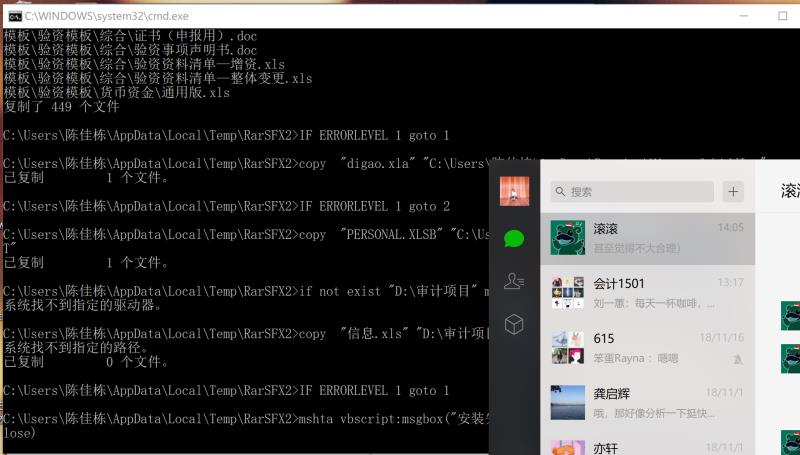 C:\WINDOWS\system32\cmd.exe
模板\验资模板\综合\证书（申报用）.doc
模板\验资模板\综合\验资事项声明书.doc
模板\验资模板\综合\验资资料清单—增资.xls
模板\验资模板\综合\验资资料清单—整体变更.xls
模板\验资模板\货币资金\通用版.xls
复制了 449 个文件
C:\Users\陈佳栋\AppData\Local\Temp\RarSFX2>IF ERRORLEVEL 1 goto 1
C:\Users\陈佳栋\AppData\Local\Temp\RarSFX2>copy "digao.xla" "C:\Users\
已复制 1 个文件。
C:\Users\陈佳栋\AppData\Local\Temp\RarSFX2>IF ERRORLEVEL 1 goto 2
C:\Users\陈佳栋\AppData\Local\Temp\RarSFX2>copy "PERSONAL.XLSB" "C:\Us
T"
已复制 1 个文件。
C:\Users\陈佳栋\AppData\Local\Temp\RarSFX2>if not exist "D:\审计项目" m
系统找不到指定的驱动器。
C:\Users\陈佳栋\AppData\Local\Temp\RarSFX2>copy "信息.xls" "D:\审计项目
系统找不到指定的路径。
已复制 0 个文件。
C:\Users\陈佳栋\AppData\Local\Temp\RarSFX2>IF ERRORLEVEL 1 goto 1
C:\Users\陈佳栋\AppData\Local\Temp\RarSFX2>mshta vbscript:msgbox("安装
lose)
搜索
滚滚 14:05
甚至觉得不大合理）
会计1501 13:17
刘一蕙：每天一杯咖啡，...
615 18/11/16
笨蛋Rayna：嗯嗯
龚启辉 18/11/1
哦，那好像分析一下挺快...
亦轩 18/11/1
滚